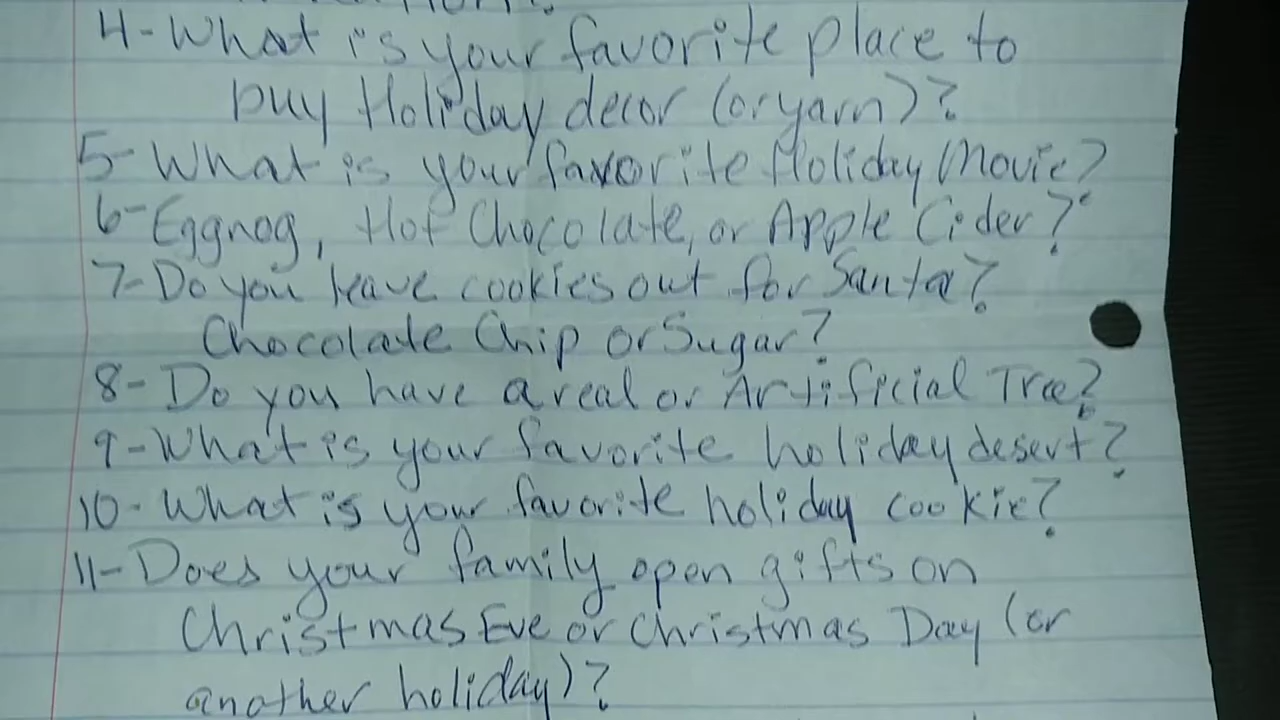 4-What is your favorite place to
buy Holiday decor (or yarn)?
5-What is your favorite Holiday Movie?
6-Eggnog, Hot Chocolate, or Apple Cider?
7-Do you leave cookies out for Santa?
Chocolate Chip or Sugar?
8-Do you have a real or Artificial Tree?
9-What is your favorite holiday desert?
10-What is your favorite holiday cookie?
11-Does your family open gifts on
Christmas Eve or Christmas Day (or
another holiday)?